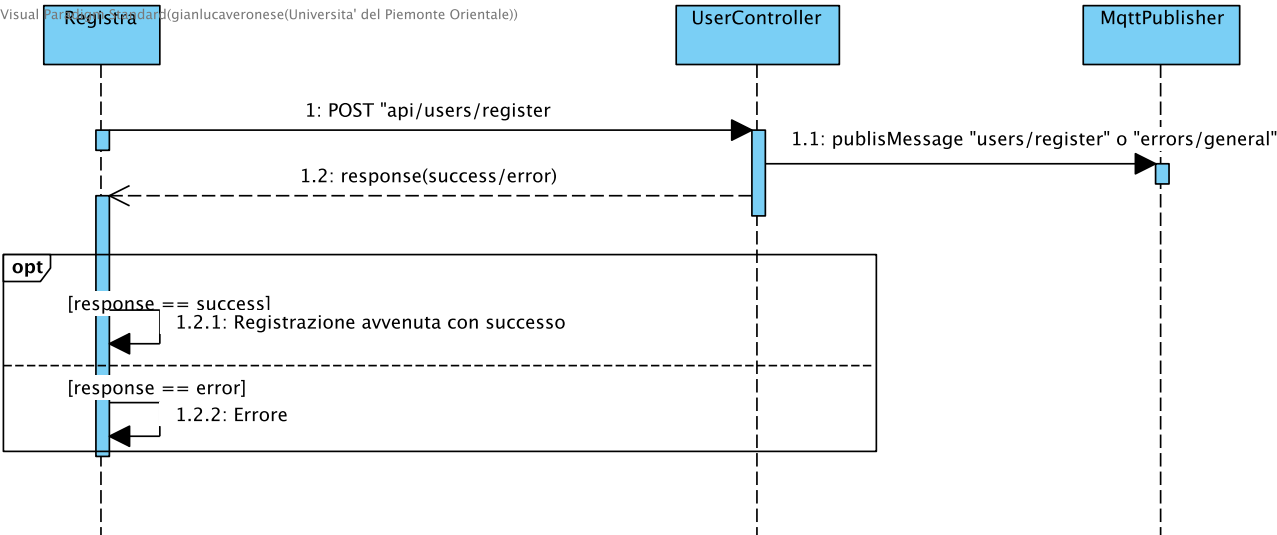 Visual Paradigm Standard(gianlucaveronese(Universita' del Piemonte Orientale))
Registra
UserController
MqttPublisher
1: POST "api/users/register
1.1: publisMessage "users/register" o "errors/general"
1.2: response(success/error)
opt
[response == success]
1.2.1: Registrazione avvenuta con successo
[response == error]
1.2.2: Errore